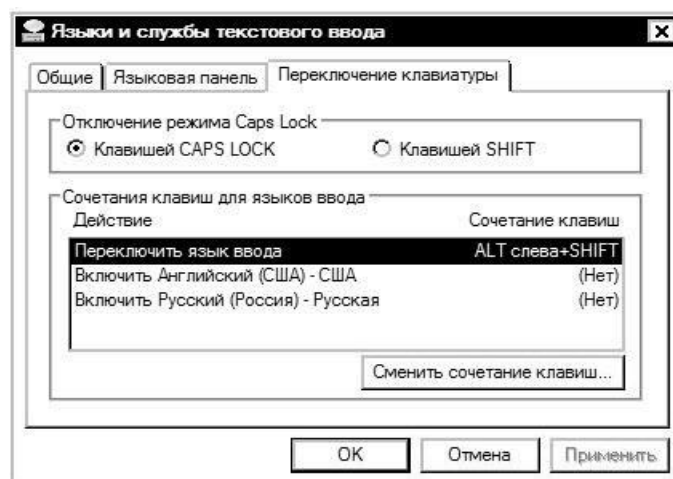 Языки и службы текстового ввода
Общие Языковая панель Переключение клавиатуры
Отключение режима Caps Lock
Клавишей CAPS LOCK Клавишей SHIFT
Сочетания клавиш для языков ввода
Действие Сочетание клавиш
Переключить язык ввода ALT слева+SHIFT
Включить Английский (США) - США (Нет)
Включить Русский (Россия) - Русская (Нет)
Сменить сочетание клавиш...
ОК Отмена Применить